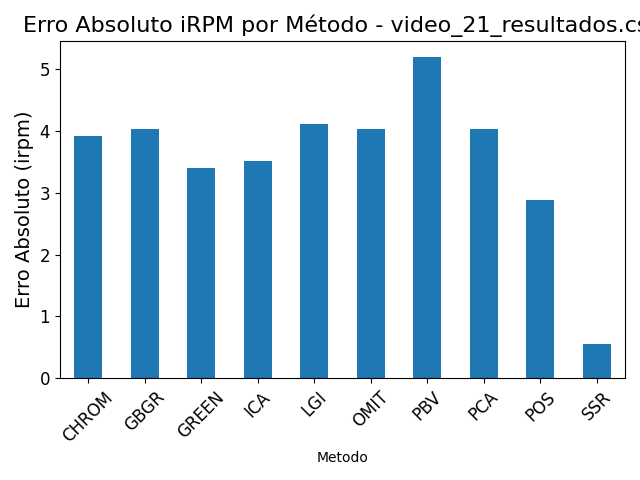 Erro Absoluto iRPM por Método - video_21_resultados.cs
Erro Absoluto (irpm)
5
4
3
2
1
0
CHROM GBGR GREEN ICA LGI OMIT PBV PCA POS SSR
Metodo